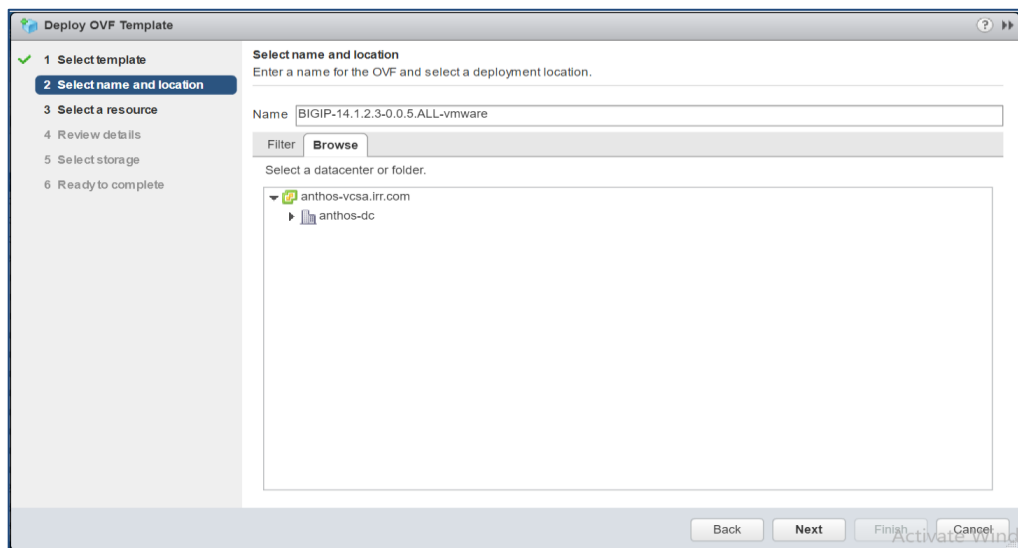 Deploy OVF Template
?
1 Select template
2 Select name and location
3 Select a resource
4 Review details
5 Select storage
6 Ready to complete
Select name and location
Enter a name for the OVF and select a deployment location.
Name BIGIP-14.1.2.3-0.0.5.ALL-vmware
Filter Browse
Select a datacenter or folder.
anthos-vcsa.irr.com
anthos-dc
Back Next Finish Cancel
Activate Wind